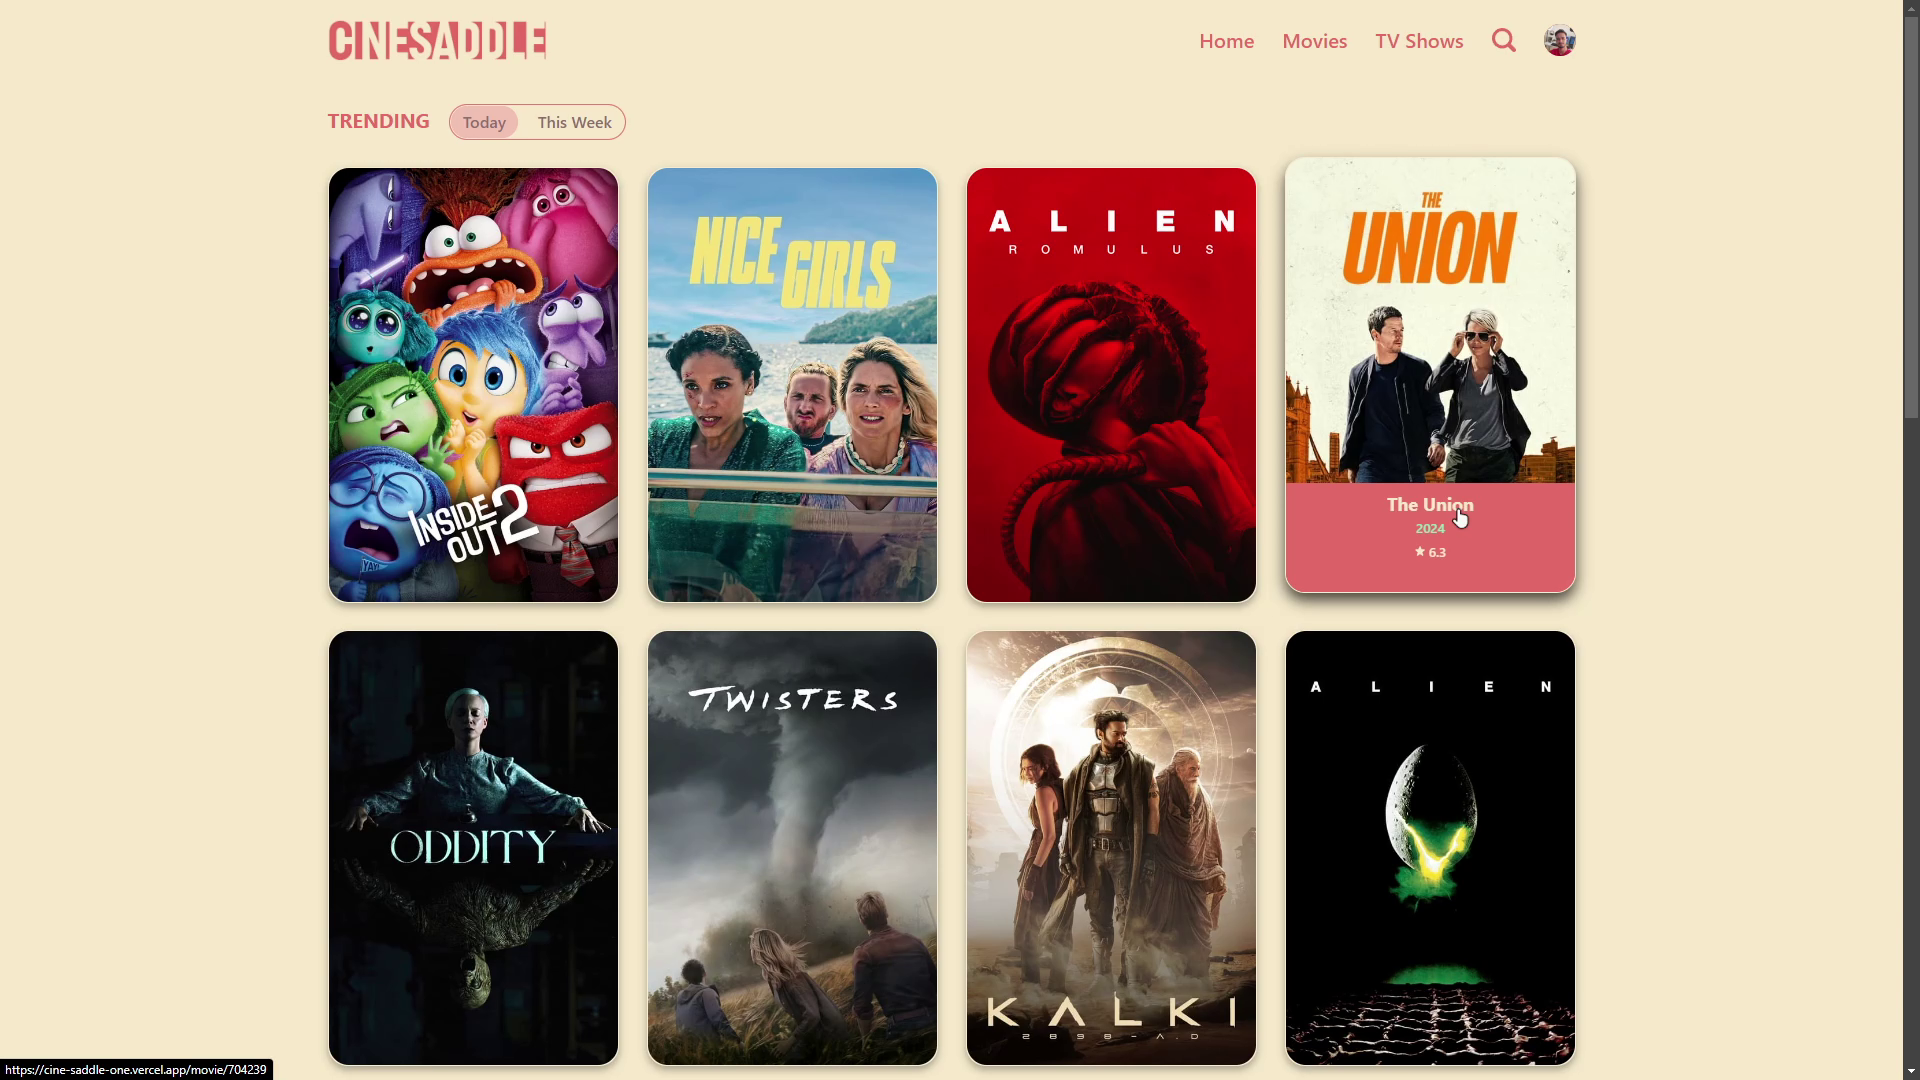 CINESADDLE
Home
Movies
TV Shows
TRENDING
Today
This Week
YAY!
INSIDE
OUT 2
NICE
GIRLS
ALIEN
ROMULUS
THE
UNION
The Union
2024
★ 6.3
ODDITY
TWISTERS
KALKI
2898-A.D
ALIEN
https://cine-saddle-one.vercel.app/movie/704239